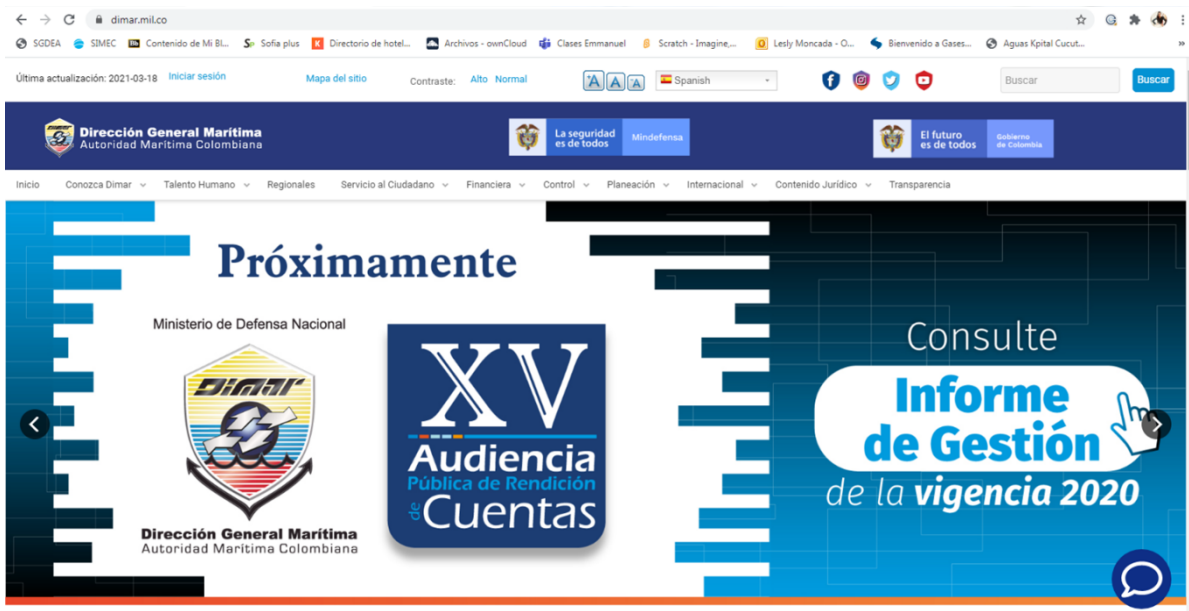 dimar.mil.co
SGDEA SIMEC Contenido de Mi Bl... Sofia plus Directorio de hotel... Archivos - ownCloud Clases Emmanuel Scratch - Imagine,... Lesly Moncada - O... Bienvenido a Gases... Aguas Kpital Cucut... »
Última actualización: 2021-03-18 Iniciar sesión Mapa del sitio Contraste: Alto Normal +A A -A Spanish Buscar Buscar
Dirección General Marítima
Autoridad Marítima Colombiana
La seguridad
es de todos
Mindefensa
El futuro
es de todos
Gobierno
de Colombia
Inicio Conozca Dimar Talento Humano Regionales Servicio al Ciudadano Financiera Control Planeación Internacional Contenido Jurídico Transparencia
Próximamente
Ministerio de Defensa Nacional
Dimar
Dirección General Marítima
Autoridad Marítima Colombiana
XV
Audiencia
Pública de Rendición
de Cuentas
Consulte
Informe
de Gestión
de la vigencia 2020